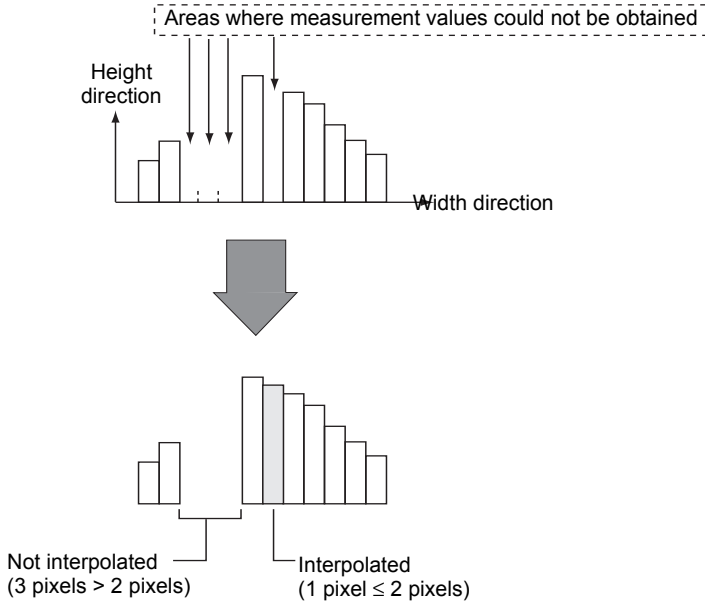 Areas where measurement values could not be obtained
Height
direction
Width direction
Not interpolated
(3 pixels > 2 pixels)
Interpolated
(1 pixel ≤ 2 pixels)